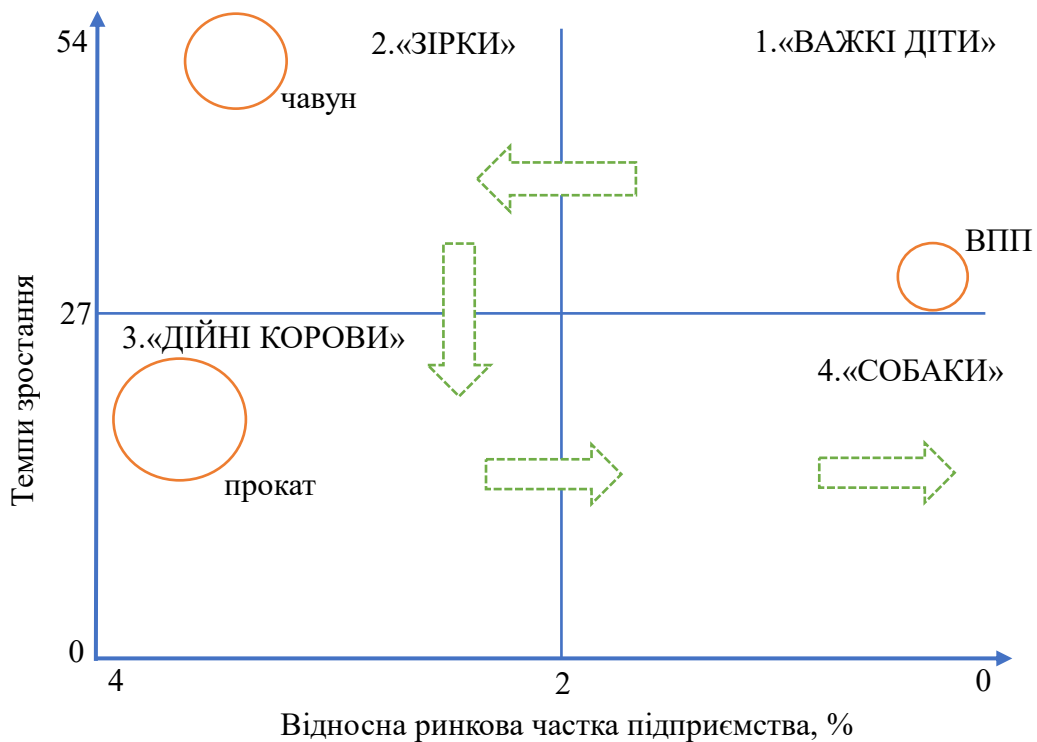 54
2.«ЗІРКИ»
1.«ВАЖКІ ДІТИ»
чавун
ВПП
27
3.«ДІЙНІ КОРОВИ»
4.«СОБАКИ»
Темпи зростання
прокат
0
4
2
0
Відносна ринкова частка підприємства, %